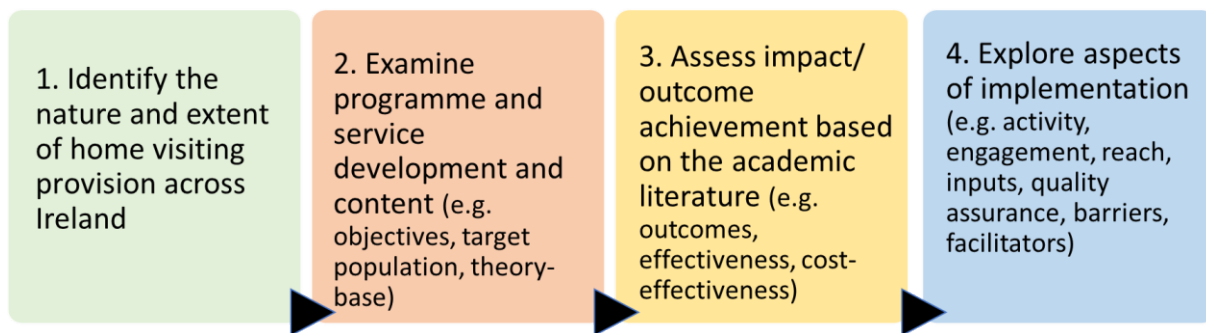 1. Identify the
nature and extent
of home visiting
provision across
Ireland
2. Examine
programme and
service
development and
content (e.g.
objectives, target
population, theory-
base)
3. Assess impact/
outcome
achievement based
on the academic
literature (e.g.
outcomes,
effectiveness, cost-
effectiveness)
4. Explore aspects
of implementation
(e.g. activity,
engagement, reach,
inputs, quality
assurance, barriers,
facilitators)